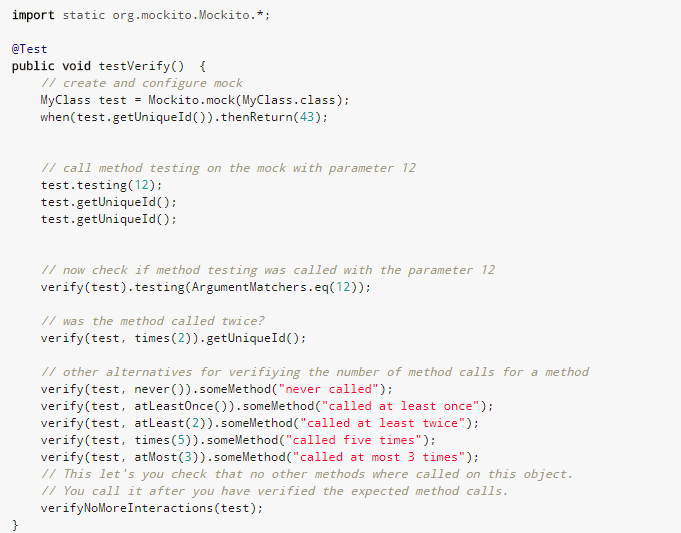 import static org.mockito.Mockito.*;
@Test
public void testVerify()  {
    // create and configure mock
    MyClass test = Mockito.mock(MyClass.class);
    when(test.getUniqueId()).thenReturn(43);
    // call method testing on the mock with parameter 12
    test.testing(12);
    test.getUniqueId();
    test.getUniqueId();
    // now check if method testing was called with the parameter 12
    verify(test).testing(ArgumentMatchers.eq(12));
    // was the method called twice?
    verify(test, times(2)).getUniqueId();
    // other alternatives for verifiying the number of method calls for a method
    verify(test, never()).someMethod("never called");
    verify(test, atLeastOnce()).someMethod("called at least once");
    verify(test, atLeast(2)).someMethod("called at least twice");
    verify(test, times(5)).someMethod("called five times");
    verify(test, atMost(3)).someMethod("called at most 3 times");
    // This let's you check that no other methods where called on this object.
    // You call it after you have verified the expected method calls.
    verifyNoMoreInteractions(test);
}